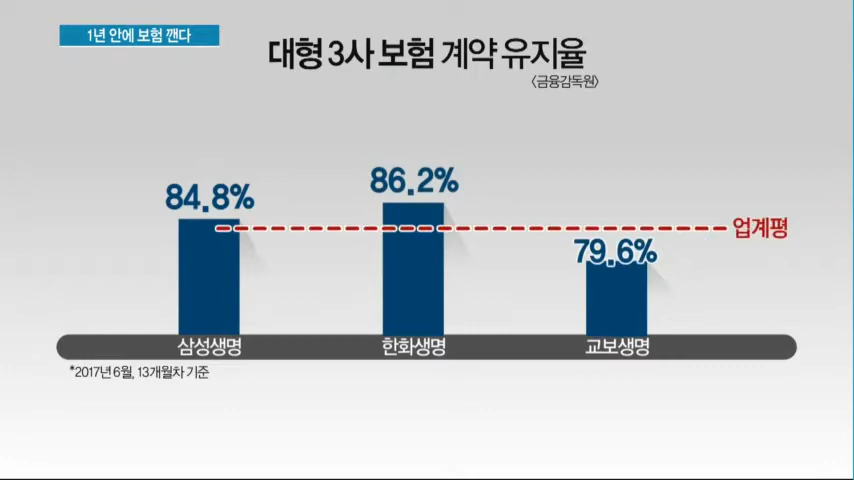 1년 안에 보험 깬다
대형 3사 보험 계약 유지율
<금융감독원>
84.8%
86.2%
79.6%
업계평
삼성생명
한화생명
교보생명
*2017년 6월, 13개월차 기준